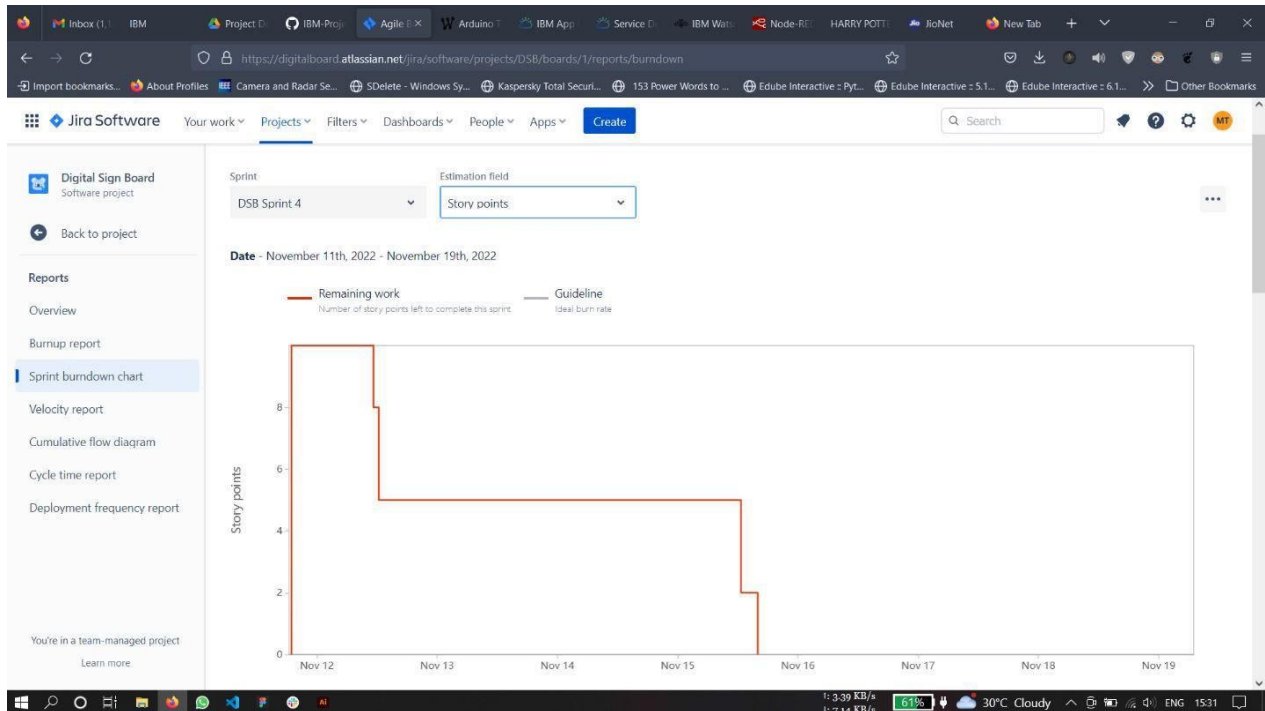 Inbox (1,1
IBM
Project D
IBM-Proje
Agile B
Arduino T
IBM App
Service D
IBM Wats
Node-RE
HARRY POTTE
JioNet
New Tab
https://digitalboard.atlassian.net/jira/software/projects/DSB/boards/1/reports/burndown
Import bookmarks...
About Profiles
Camera and Radar Se...
SDelete - Windows Sy...
Kaspersky Total Securi...
153 Power Words to ...
Edube Interactive :: Pyt...
Edube Interactive :: 5.1...
Edube Interactive :: 6.1...
Other Bookmarks
Jira Software
Your work
Projects
Filters
Dashboards
People
Apps
Create
Search
MT
Digital Sign Board
Software project
Back to project
Reports
Overview
Burnup report
Sprint burndown chart
Velocity report
Cumulative flow diagram
Cycle time report
Deployment frequency report
You're in a team-managed project
Learn more
Sprint
DSB Sprint 4
Estimation field
Story points
Date - November 11th, 2022 - November 19th, 2022
Remaining work
Number of story points left to complete this sprint
Guideline
Ideal burn rate
Story points
8
6
4
2
0
Nov 12
Nov 13
Nov 14
Nov 15
Nov 16
Nov 17
Nov 18
Nov 19
Ai
3.39 KB/s
7.14 KB/s
61%
30°C Cloudy
ENG
15:31